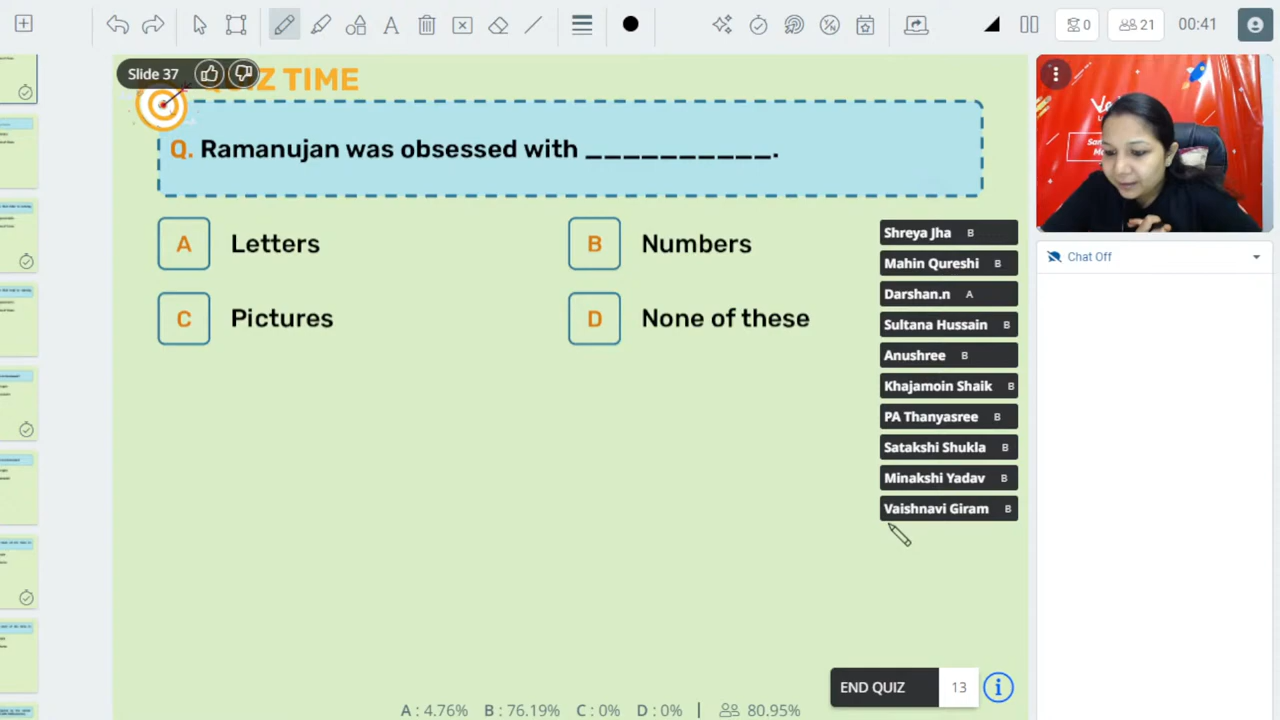 0
21
00:41
Slide 37
QUIZ TIME
Q. Ramanujan was obsessed with __________.
A Letters
B Numbers
C Pictures
D None of these
Shreya Jha B
Mahin Qureshi B
Darshan.n A
Sultana Hussain B
Anushree B
Khajamoin Shaik B
PA Thanyasree B
Satakshi Shukla B
Minakshi Yadav B
Vaishnavi Giram B
Chat Off
END QUIZ 13
A : 4.76% B : 76.19% C : 0% D : 0% | 80.95%